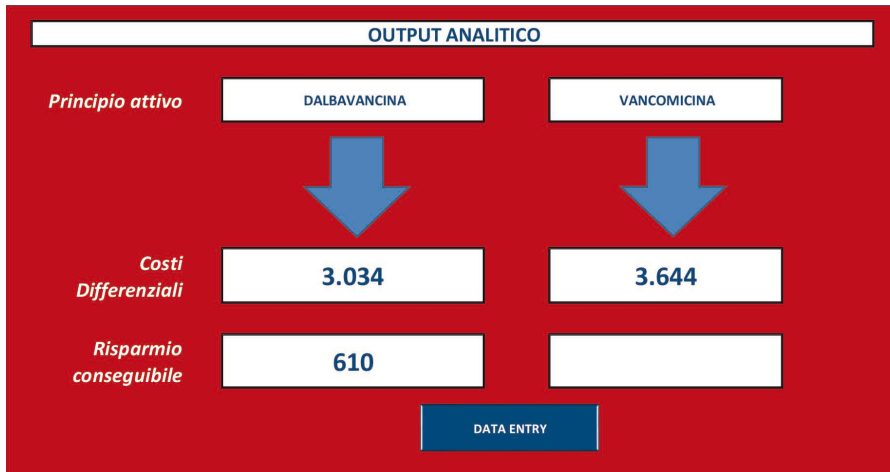 OUTPUT ANALITICO
Principio attivo
DALBAVANCINA
VANCOMICINA
Costi
Differenziali
3.034
3.644
Risparmio
conseguibile
610
DATA ENTRY